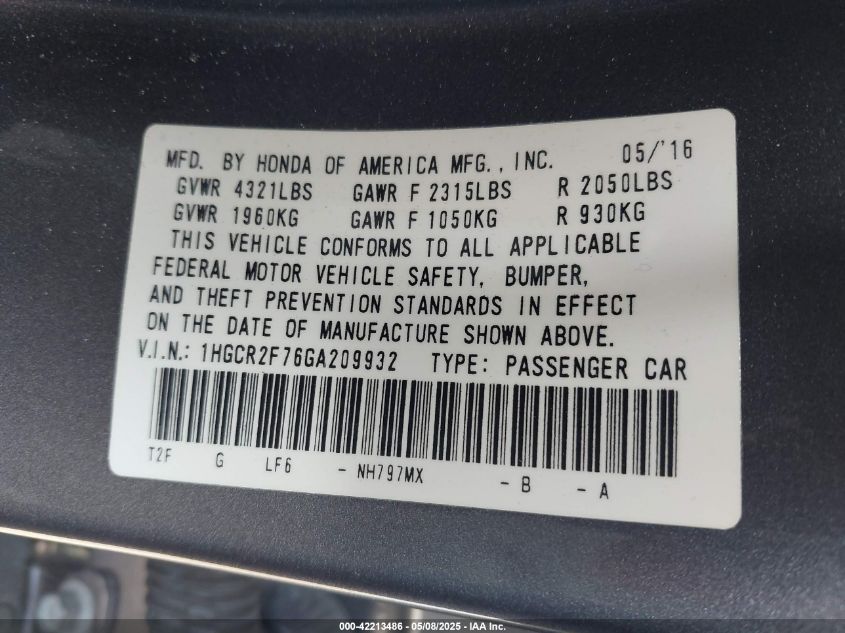 MFD. BY HONDA OF AMERICA MFG., INC. 05/'16
GVWR 4321LBS GAWR F 2315LBS R 2050LBS
GVWR 1960KG GAWR F 1050KG R 930KG
THIS VEHICLE CONFORMS TO ALL APPLICABLE
FEDERAL MOTOR VEHICLE SAFETY, BUMPER,
AND THEFT PREVENTION STANDARDS IN EFFECT
ON THE DATE OF MANUFACTURE SHOWN ABOVE.
V.I.N.: 1HGCR2F76GA209932 TYPE: PASSENGER CAR
T2F G LF6 - NH797MX - B - A
000-42213486 - 05/08/2025 - IAA Inc.